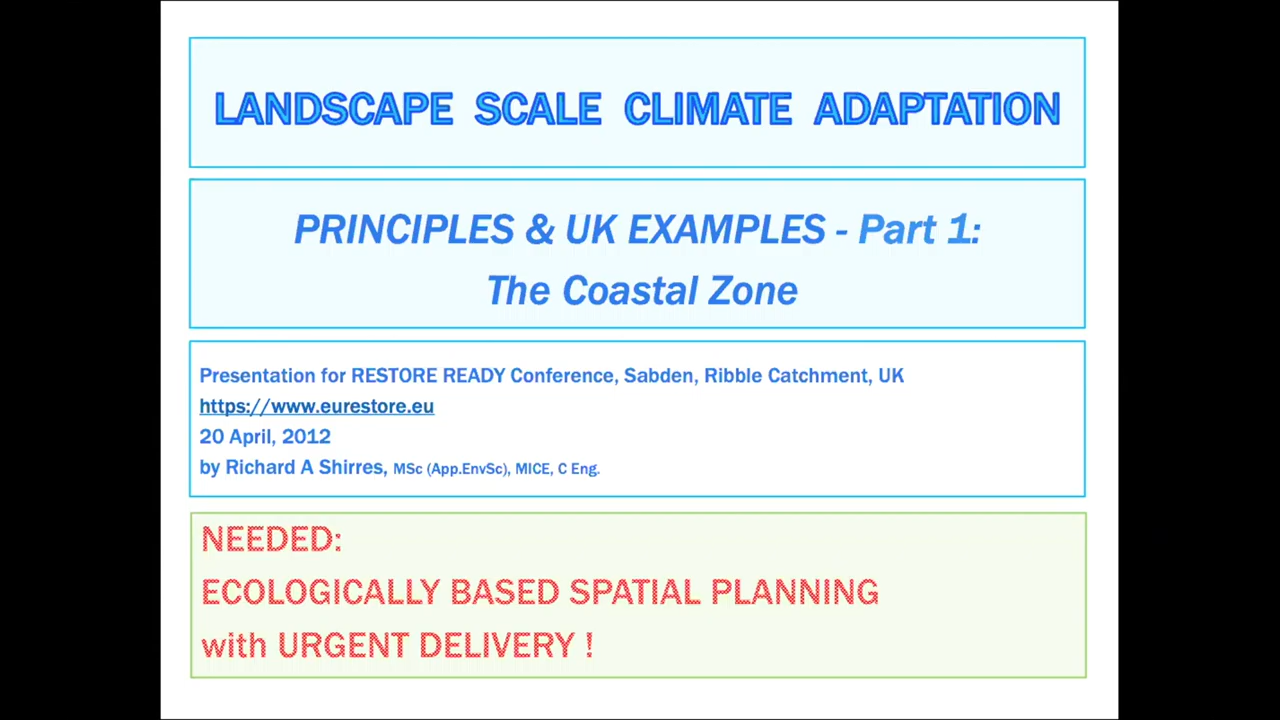 LANDSCAPE SCALE CLIMATE ADAPTATION
PRINCIPLES & UK EXAMPLES - Part 1:
The Coastal Zone
Presentation for RESTORE READY Conference, Sabden, Ribble Catchment, UK
https://www.eurestore.eu
20 April, 2012
by Richard A Shirres, MSc (App.EnvSc), MICE, C Eng.
NEEDED:
ECOLOGICALLY BASED SPATIAL PLANNING
with URGENT DELIVERY !